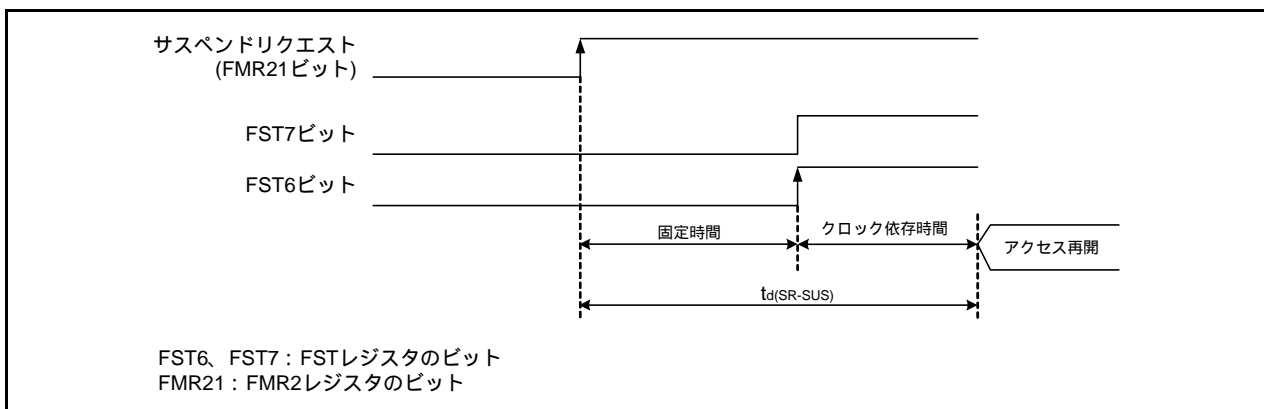 サスペンドリクエスト
(FMR21ビット)
FST7ビット
FST6ビット
固定時間
クロック依存時間
アクセス再開
td(SR-SUS)
FST6、FST7：FSTレジスタのビット
FMR21：FMR2レジスタのビット